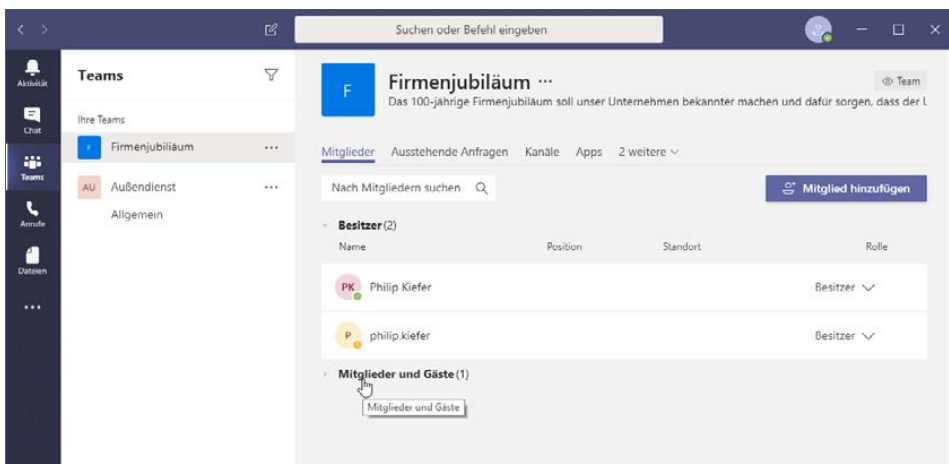 Suchen oder Befehl eingeben
Aktivität
Chat
Teams
Anrufe
Dateien
Teams
Ihre Teams
F Firmenjubiläum ...
AU Außendienst ...
Allgemein
F
Firmenjubiläum ...
Team
Das 100-jährige Firmenjubiläum soll unser Unternehmen bekannter machen und dafür sorgen, dass der U
Mitglieder Ausstehende Anfragen Kanäle Apps 2 weitere
Nach Mitgliedern suchen
Mitglied hinzufügen
Besitzer (2)
Name Position Standort Rolle
PK Philip Kiefer Besitzer
P philip.kiefer Besitzer
Mitglieder und Gäste (1)
Mitglieder und Gäste